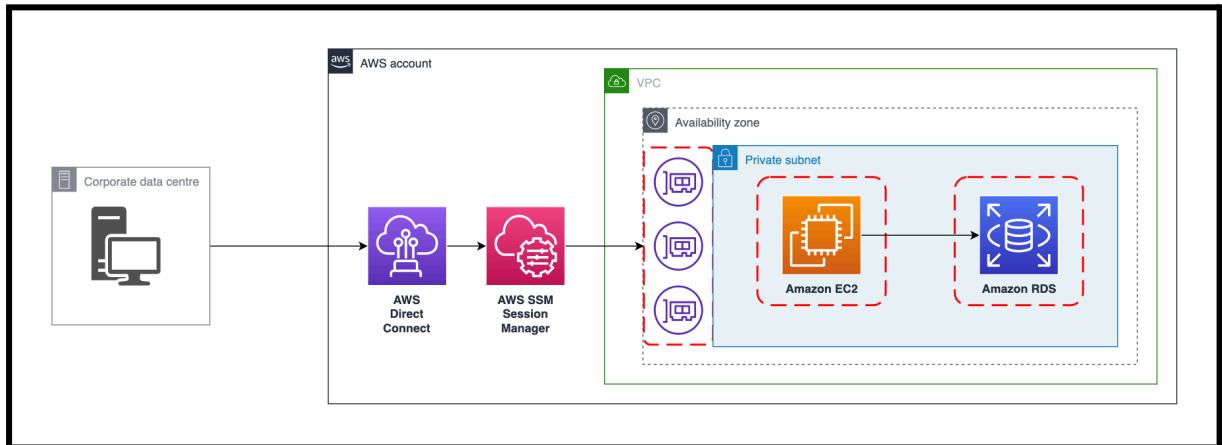 aws
AWS account
VPC
Availability zone
Private subnet
Corporate data centre
AWS
Direct
Connect
AWS SSM
Session
Manager
Amazon EC2
Amazon RDS